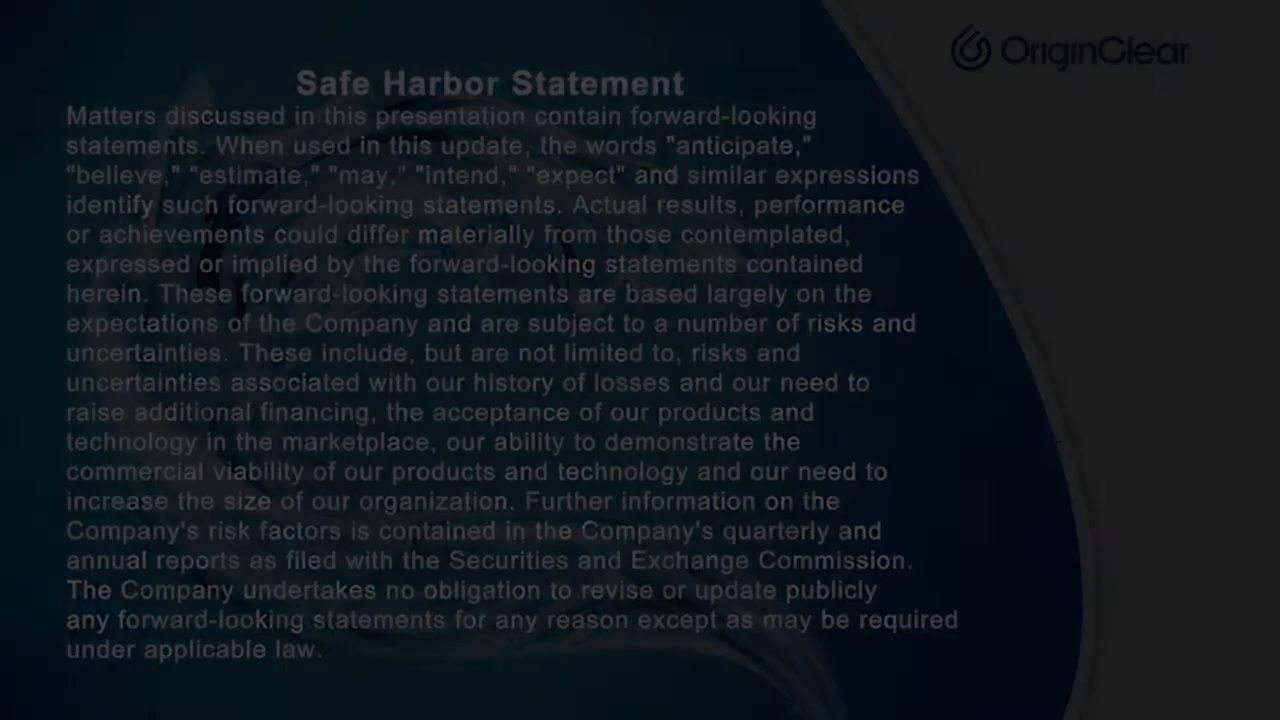 OriginClear
Safe Harbor Statement
Matters discussed in this presentation contain forward-looking
statements. When used in this update, the words "anticipate,"
"believe," "estimate," "may," "intend," "expect" and similar expressions
identify such forward-looking statements. Actual results, performance
or achievements could differ materially from those contemplated,
expressed or implied by the forward-looking statements contained
herein. These forward-looking statements are based largely on the
expectations of the Company and are subject to a number of risks and
uncertainties. These include, but are not limited to, risks and
uncertainties associated with our history of losses and our need to
raise additional financing, the acceptance of our products and
technology in the marketplace, our ability to demonstrate the
commercial viability of our products and technology and our need to
increase the size of our organization. Further information on the
Company's risk factors is contained in the Company's quarterly and
annual reports as filed with the Securities and Exchange Commission.
The Company undertakes no obligation to revise or update publicly
any forward-looking statements for any reason except as may be required
under applicable law.